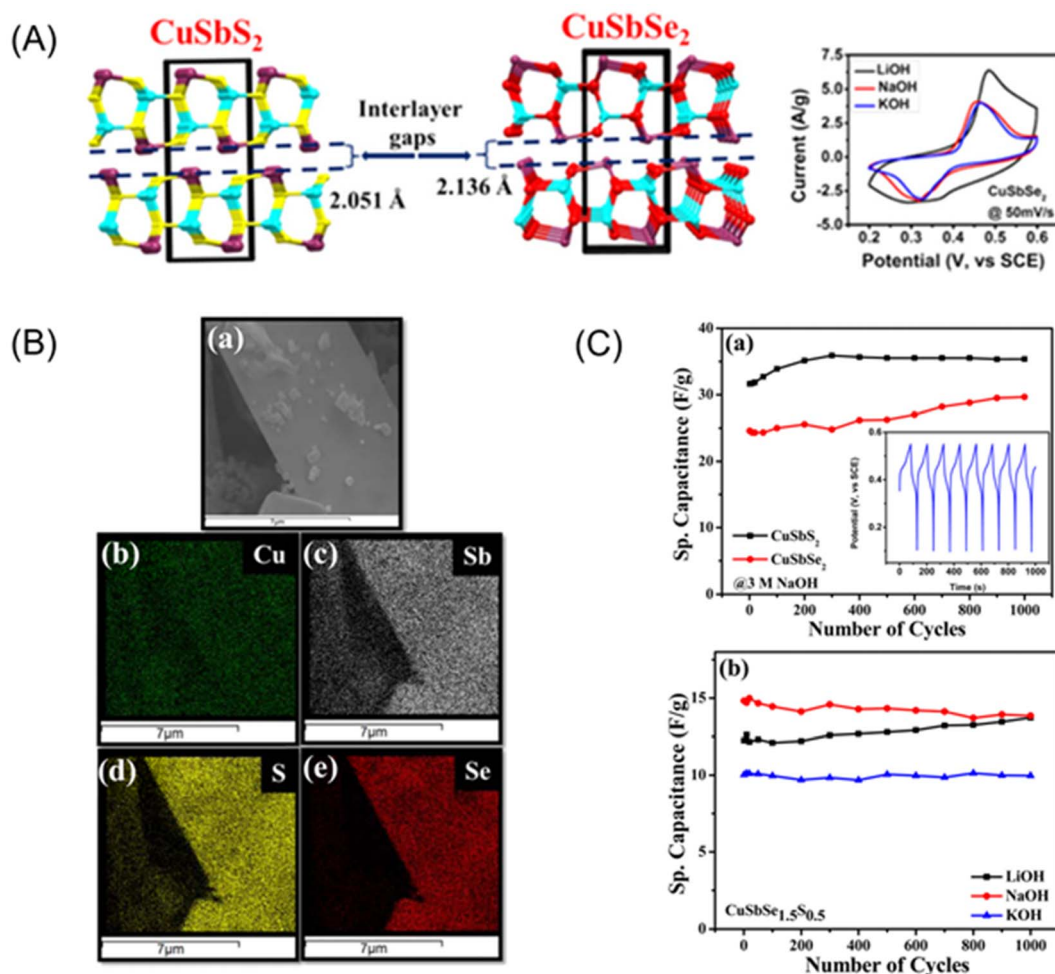 (A)
CuSbS2
CuSbSe2
Interlayer
gaps
2.051 Å
2.136 Å
7.5
5.0
2.5
0.0
-2.5
-5.0
Current (A/g)
LiOH
NaOH
KOH
CuSbSe2
@ 50mV/s
0.2 0.3 0.4 0.5 0.6
Potential (V, vs SCE)
(B)
(a)
7µm
(b) Cu
7µm
(c) Sb
7µm
(d) S
7µm
(e) Se
7µm
(C)
(a)
40
35
30
25
20
15
10
5
0
Sp. Capacitance (F/g)
CuSbS2
CuSbSe2
@3 M NaOH
0.6
0.4
0.2
Potential (V, vs SCE)
0 200 400 600 800 1000
Time (s)
0 200 400 600 800 1000
Number of Cycles
(b)
15
10
5
0
Sp. Capacitance (F/g)
LiOH
NaOH
KOH
CuSbSe1.5S0.5
0 200 400 600 800 1000
Number of Cycles